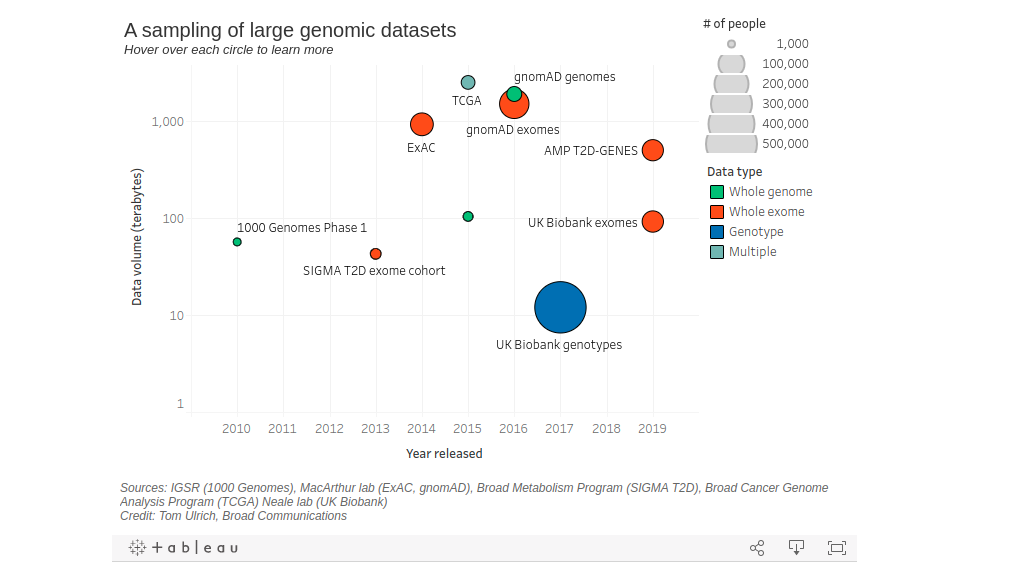 A sampling of large genomic datasets
Hover over each circle to learn more
# of people
1,000
100,000
200,000
300,000
400,000
500,000
Data type
Whole genome
Whole exome
Genotype
Multiple
Data volume (terabytes)
1,000
100
10
1
gnomAD genomes
TCGA
gnomAD exomes
ExAC
AMP T2D-GENES
1000 Genomes Phase 1
UK Biobank exomes
SIGMA T2D exome cohort
UK Biobank genotypes
2010 2011 2012 2013 2014 2015 2016 2017 2018 2019
Year released
Sources: IGSR (1000 Genomes), MacArthur lab (ExAC, gnomAD), Broad Metabolism Program (SIGMA T2D), Broad Cancer Genome
Analysis Program (TCGA) Neale lab (UK Biobank)
Credit: Tom Ulrich, Broad Communications
+ableau